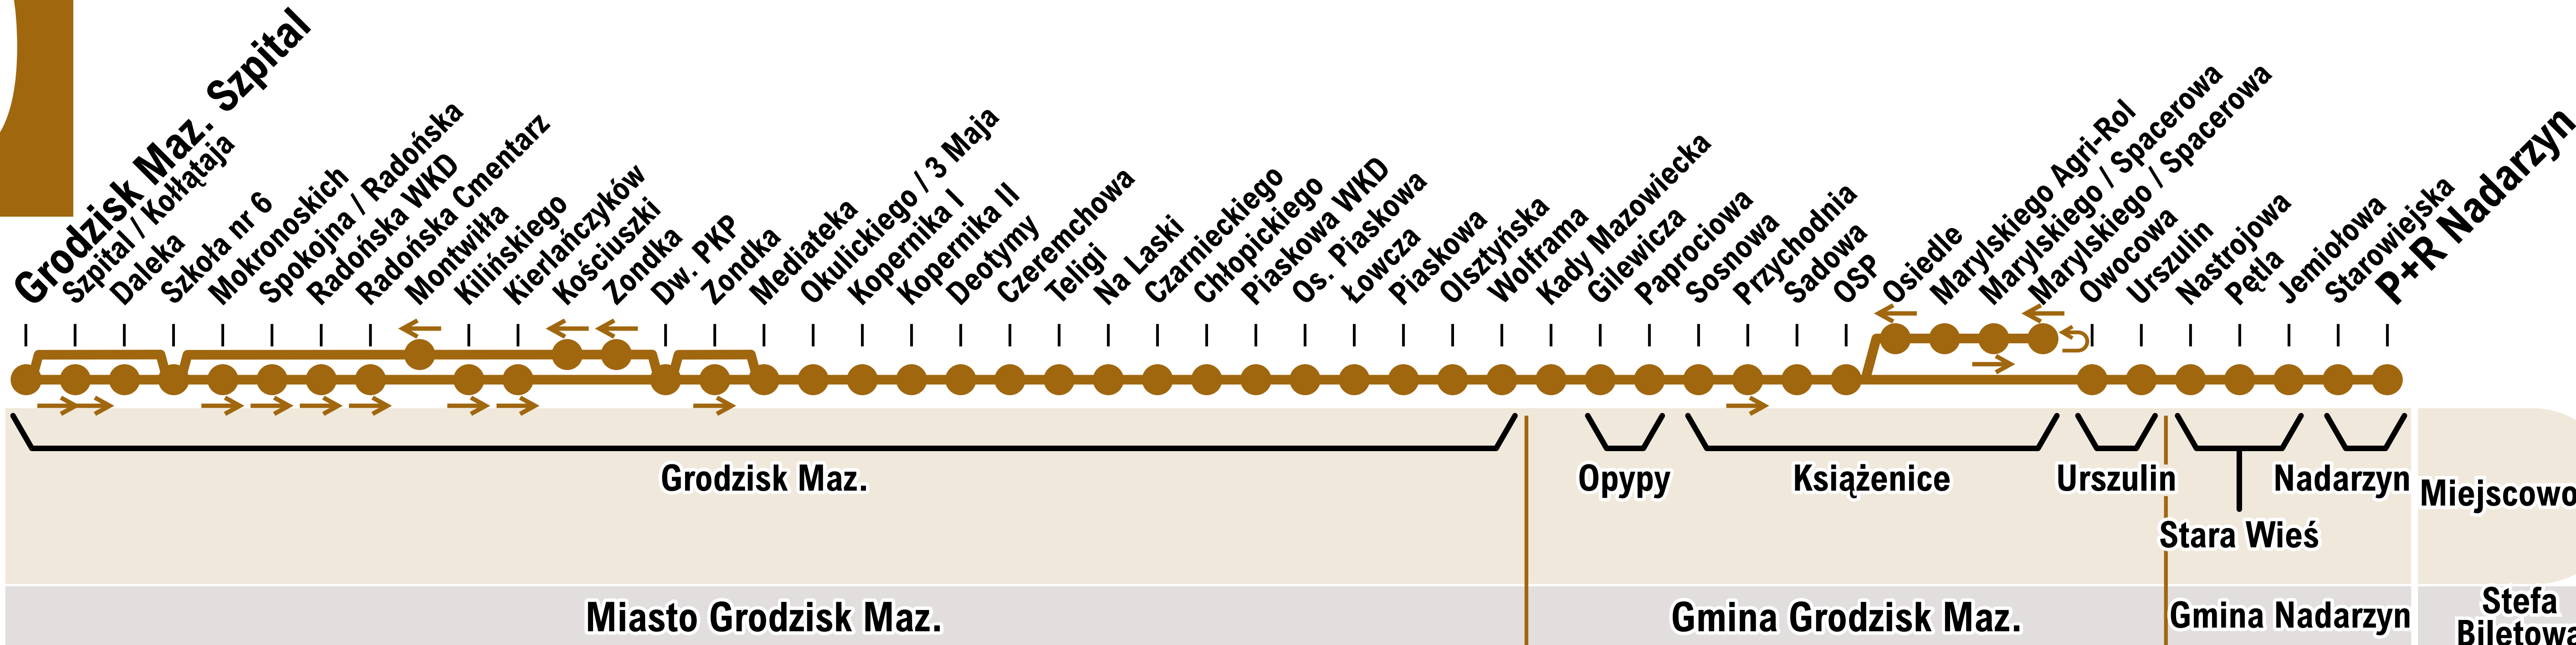 Grodzisk Maz. Szpital
Szpital / Kołłątaja
Daleka
Szkoła nr 6
Mokronoskich
Spokojna / Radońska
Radońska WKD
Radońska Cmentarz
Montwiłła
Kilińskiego
Kierlańczyków
Kościuszki
Zondka
Dw. PKP
Zondka
Mediateka
Okulickiego / 3 Maja
Kopernika I
Kopernika II
Deotymy
Czeremchowa
Teligi
Na Laski
Czarnieckiego
Chłopickiego
Piaskowa WKD
Os. Piaskowa
Łowcza
Piaskowa
Olsztyńska
Wolframa
Kady Mazowiecka
Gilewicza
Paprociowa
Sosnowa
Przychodnia
Sadowa
OSP
Osiedle
Marylskiego Agri-Rol
Marylskiego / Spacerowa
Marylskiego / Spacerowa
Owocowa
Urszulin
Nastrojowa
Pętla
Jemiołowa
Starowiejska
P+R Nadarzyn
Grodzisk Maz.
Opypy
Książenice
Urszulin
Nadarzyn
Stara Wieś
Miejscowo
Miasto Grodzisk Maz.
Gmina Grodzisk Maz.
Gmina Nadarzyn
Stefa
Biletowa